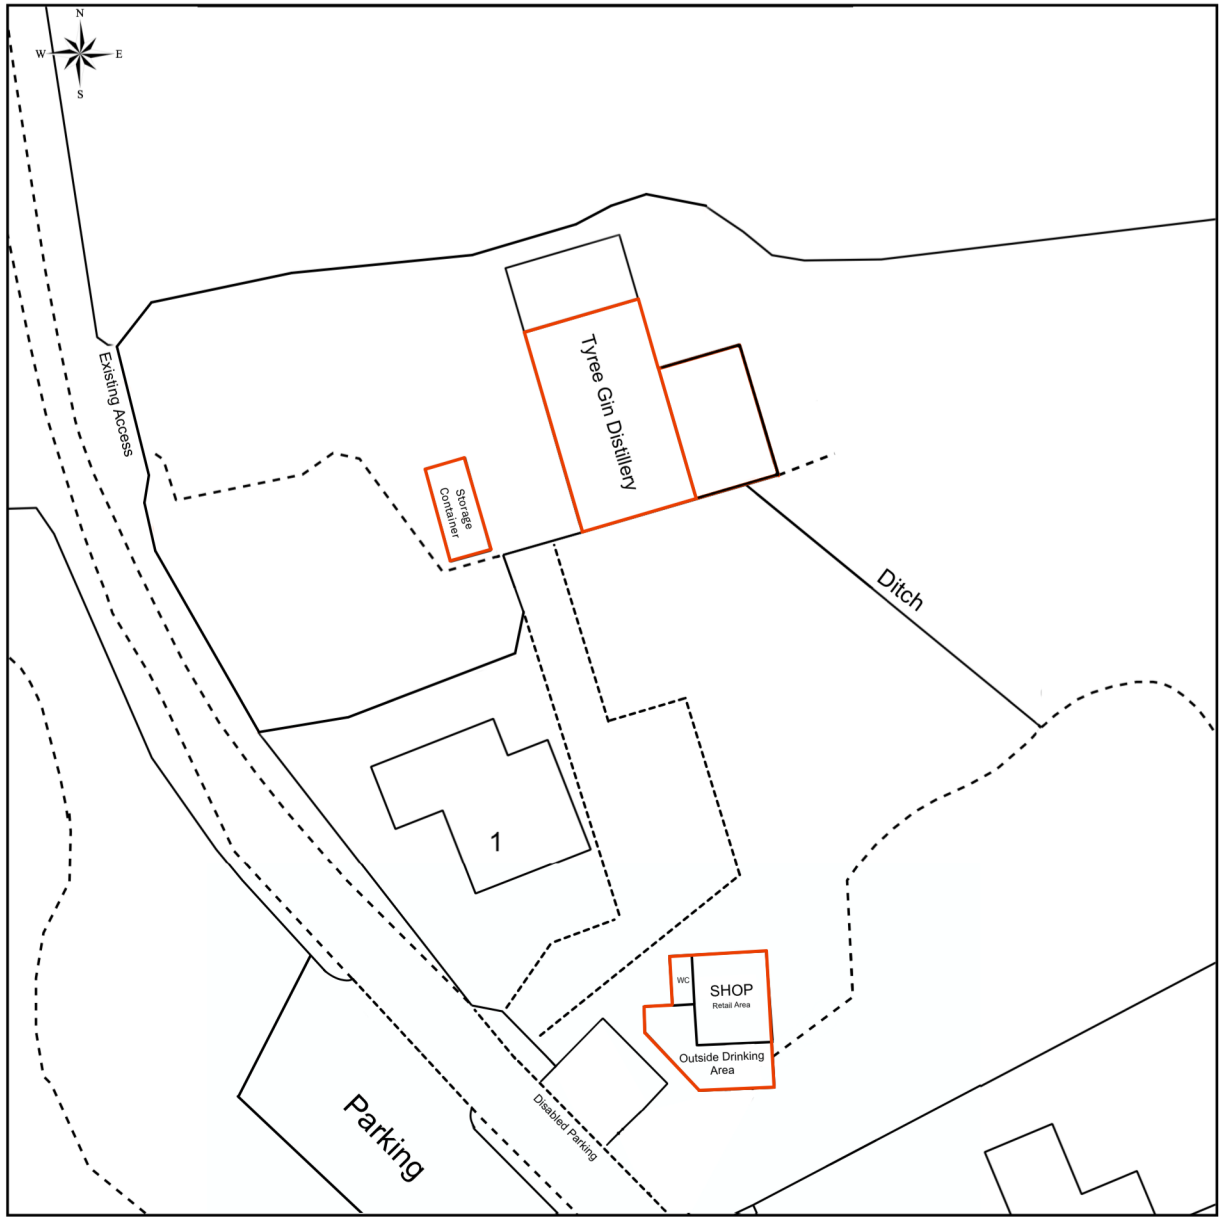 N
W E
S
Existing Access
Tyree Gin Distillery
Storage
Container
Ditch
1
WC
SHOP
Retail Area
Outside Drinking
Area
Disabled Parking
Parking